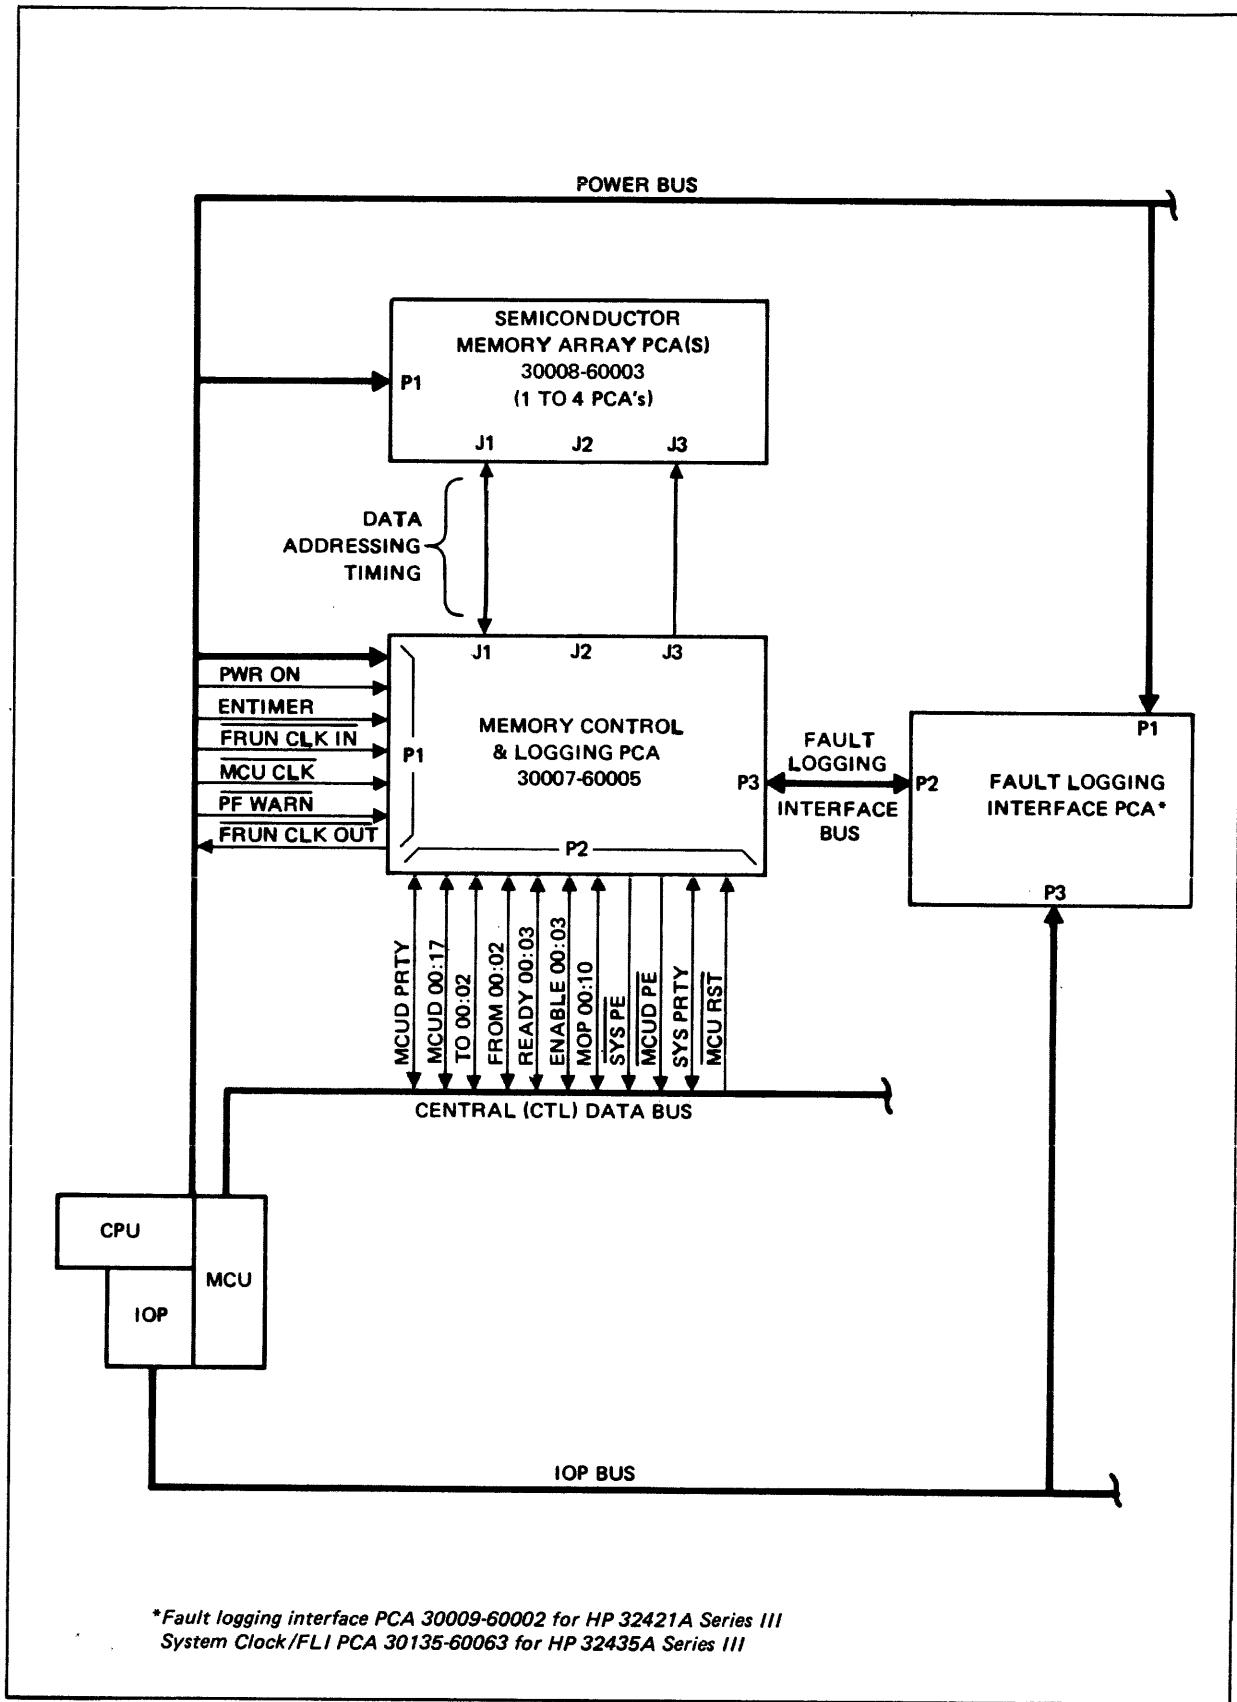 POWER BUS
SEMICONDUCTOR
MEMORY ARRAY PCA(S)
30008-60003
(1 TO 4 PCA's)
P1
J1 J2 J3
DATA
ADDRESSING
TIMING
J1 J2 J3
PWR ON
ENTIMER
FRUN CLK IN
MCU CLK
PF WARN
FRUN CLK OUT
P1
MEMORY CONTROL
& LOGGING PCA
30007-60005
P3
P2
FAULT
LOGGING
INTERFACE
BUS
P1
P2
FAULT LOGGING
INTERFACE PCA*
P3
MCUD PRTY
MCUD 00:17
TO 00:02
FROM 00:02
READY 00:03
ENABLE 00:03
MOP 00:10
SYS PE
MCUD PE
SYS PRTY
MCU RST
CENTRAL (CTL) DATA BUS
CPU
MCU
IOP
IOP BUS
*Fault logging interface PCA 30009-60002 for HP 32421A Series III
System Clock/FLI PCA 30135-60063 for HP 32435A Series III